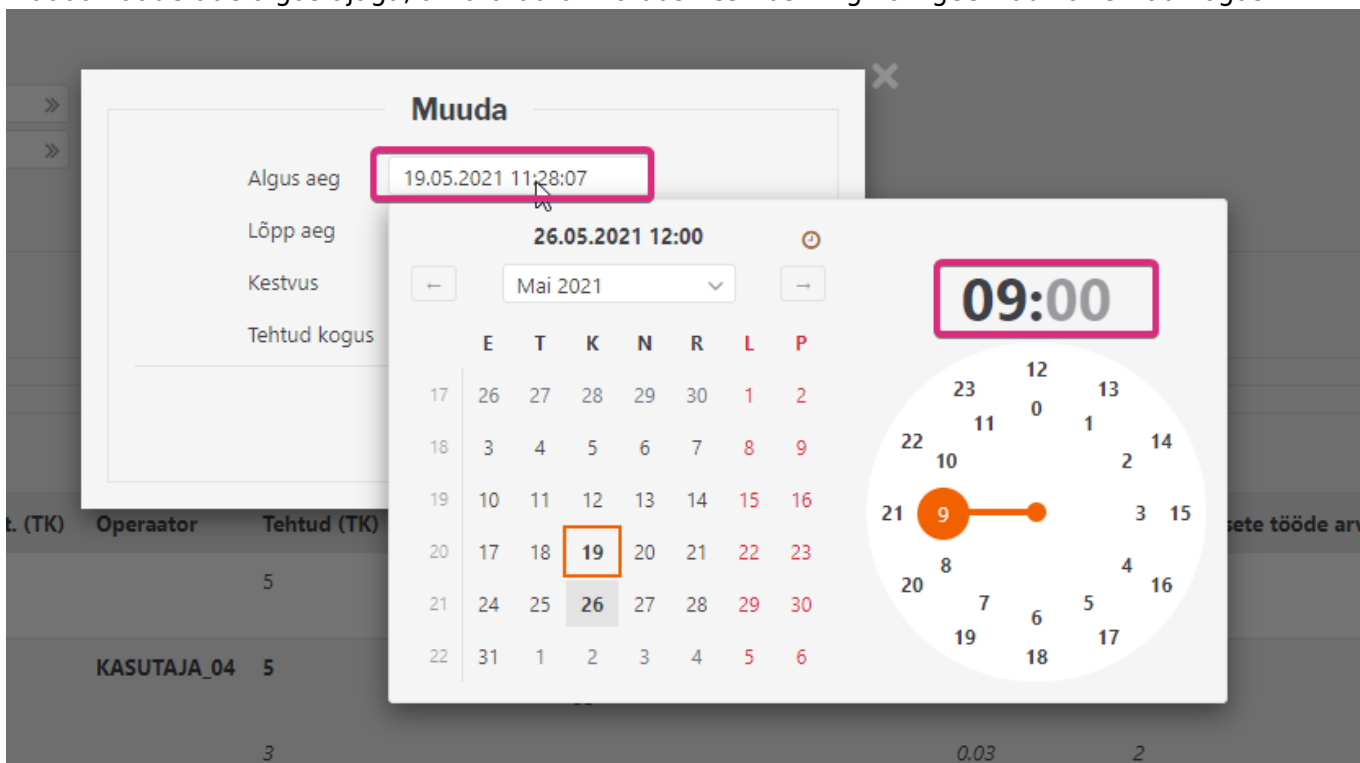 Muuda
Algus aeg 19.05.2021 11:28:07
Lõpp aeg
Kestvus
Tehtud kogus
26.05.2021 12:00
← Mai 2021 →
E T K N R L P
17 26 27 28 29 30 1 2
18 3 4 5 6 7 8 9
19 10 11 12 13 14 15 16
20 17 18 19 20 21 22 23
21 24 25 26 27 28 29 30
22 31 1 2 3 4 5 6
09:00
12
23 13
0
11 1
22 14
10 2
21 9 3 15
8 4
20 16
7 5
6
19 17
18
t. (TK) Operaator Tehtud (TK) sete tööde arv
5
KASUTAJA_04 5
3 0.03 2